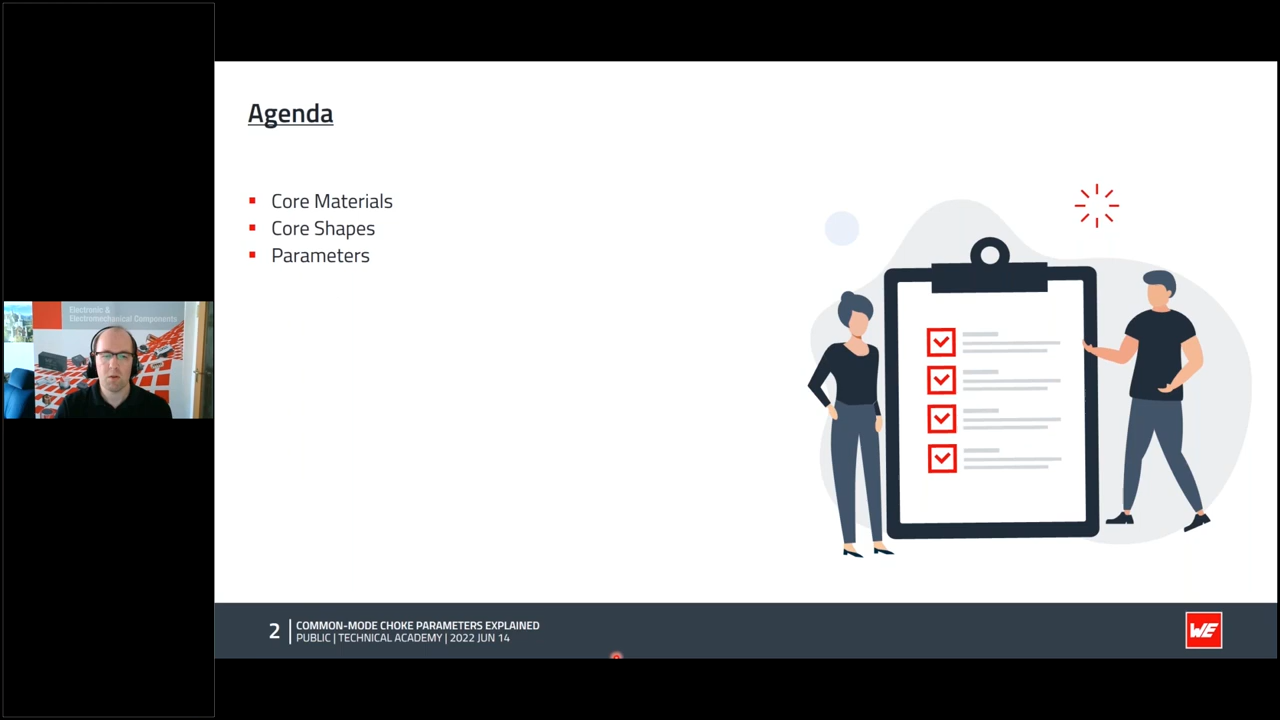 Agenda
Core Materials
Core Shapes
Parameters
Electronic &
Electromechanical Components
2
COMMON-MODE CHOKE PARAMETERS EXPLAINED
PUBLIC | TECHNICAL ACADEMY | 2022 JUN 14
WE